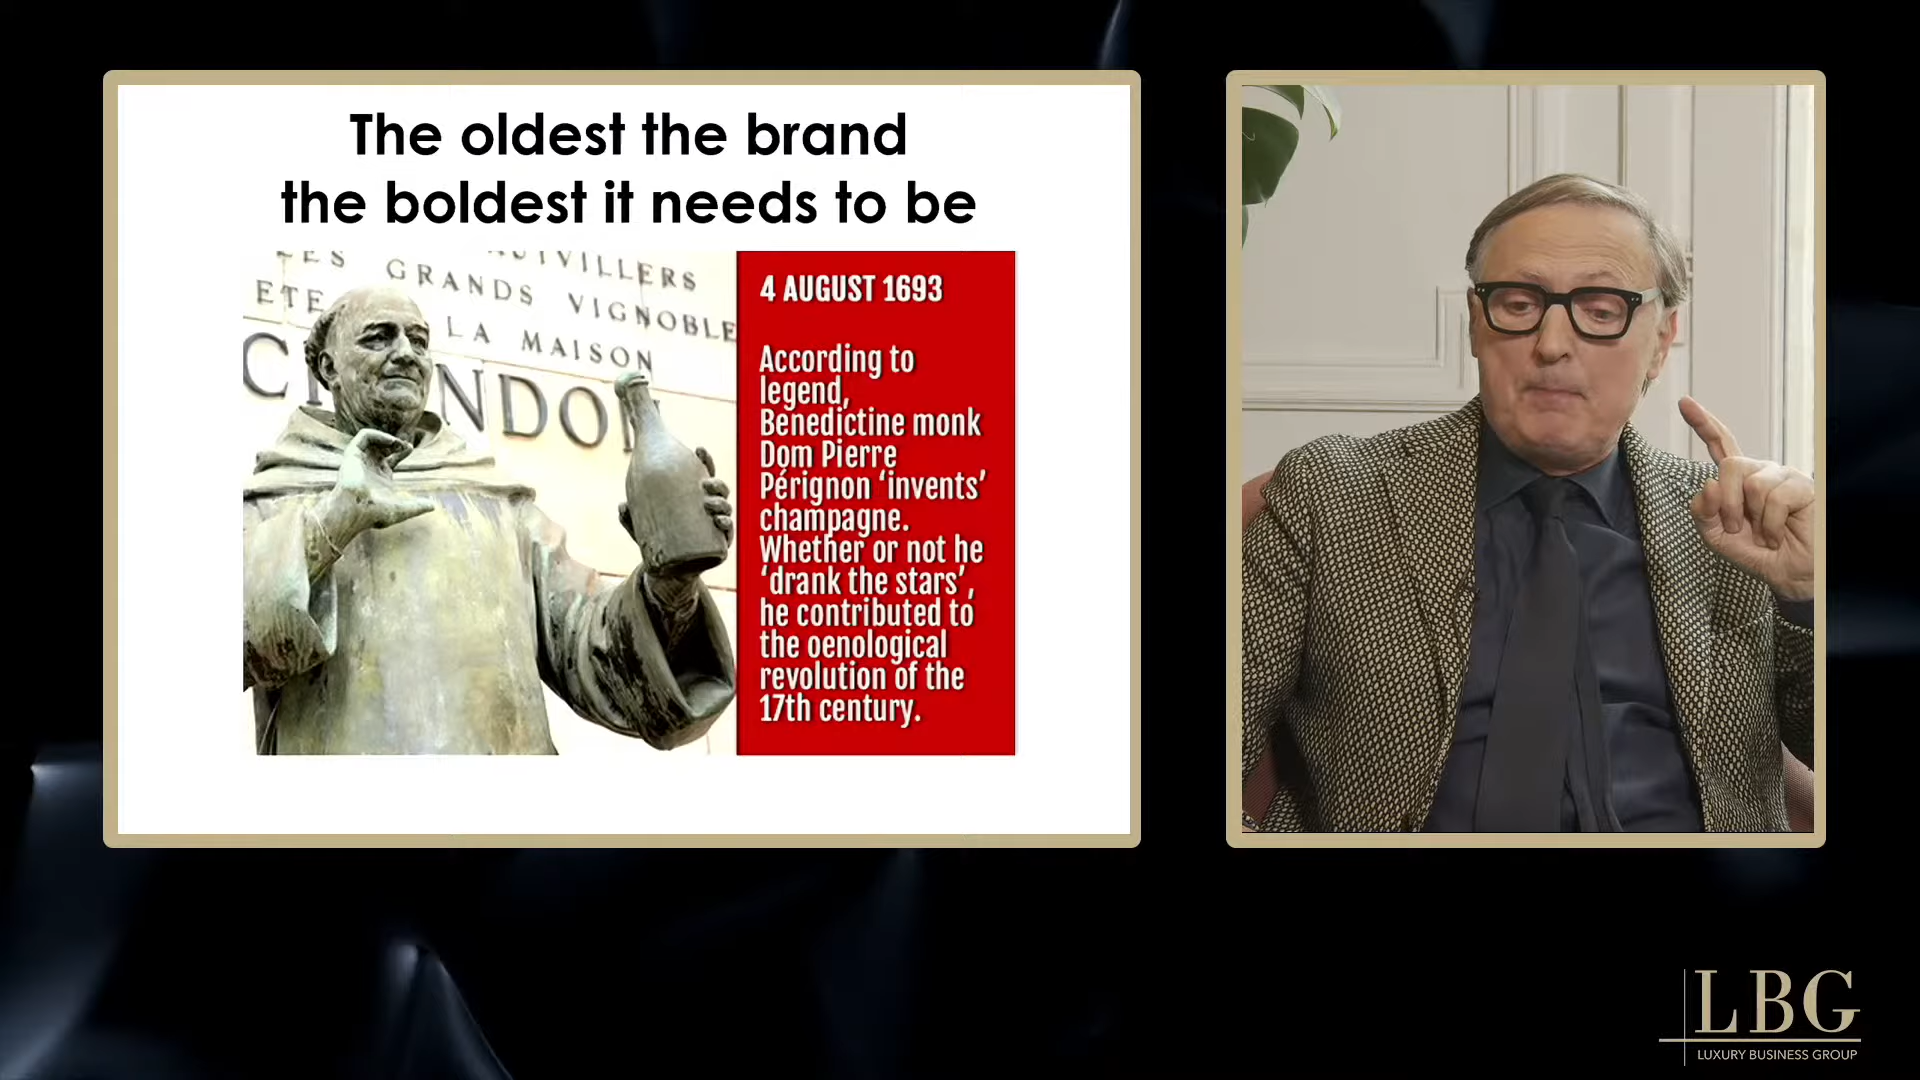 The oldest the brand
the boldest it needs to be
GRANDS VIGNOBLE
LA MAISON
4 AUGUST 1693
According to
legend,
Benedictine monk
Dom Pierre
Pérignon ‘invents’
champagne.
Whether or not he
‘drank the stars’,
he contributed to
the oenological
revolution of the
17th century.
LBG
LUXURY BUSINESS GROUP